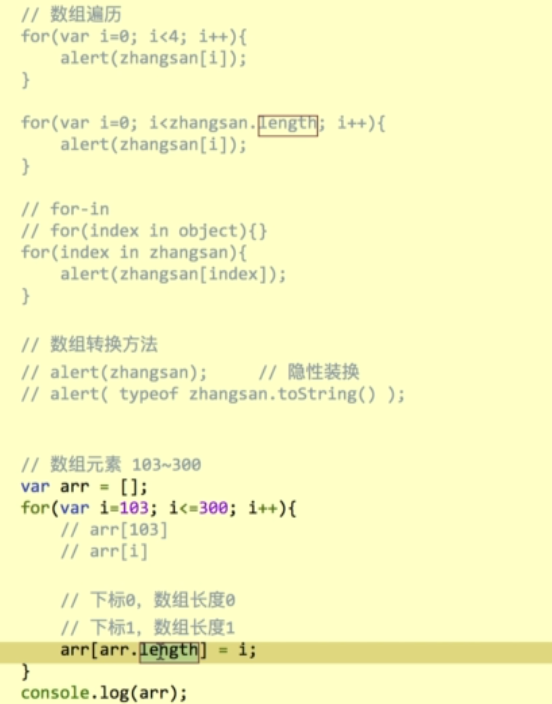 // 数组遍历
for(var i=0; i<4; i++){
    alert(zhangsan[i]);
}
for(var i=0; i<zhangsan.length; i++){
    alert(zhangsan[i]);
}
// for-in
// for(index in object){}
for(index in zhangsan){
    alert(zhangsan[index]);
}
// 数组转换方法
// alert(zhangsan);     // 隐性装换
// alert( typeof zhangsan.toString() );
// 数组元素 103~300
var arr = [];
for(var i=103; i<=300; i++){
    // arr[103]
    // arr[i]
    // 下标0，数组长度0
    // 下标1，数组长度1
    arr[arr.length] = i;
}
console.log(arr);